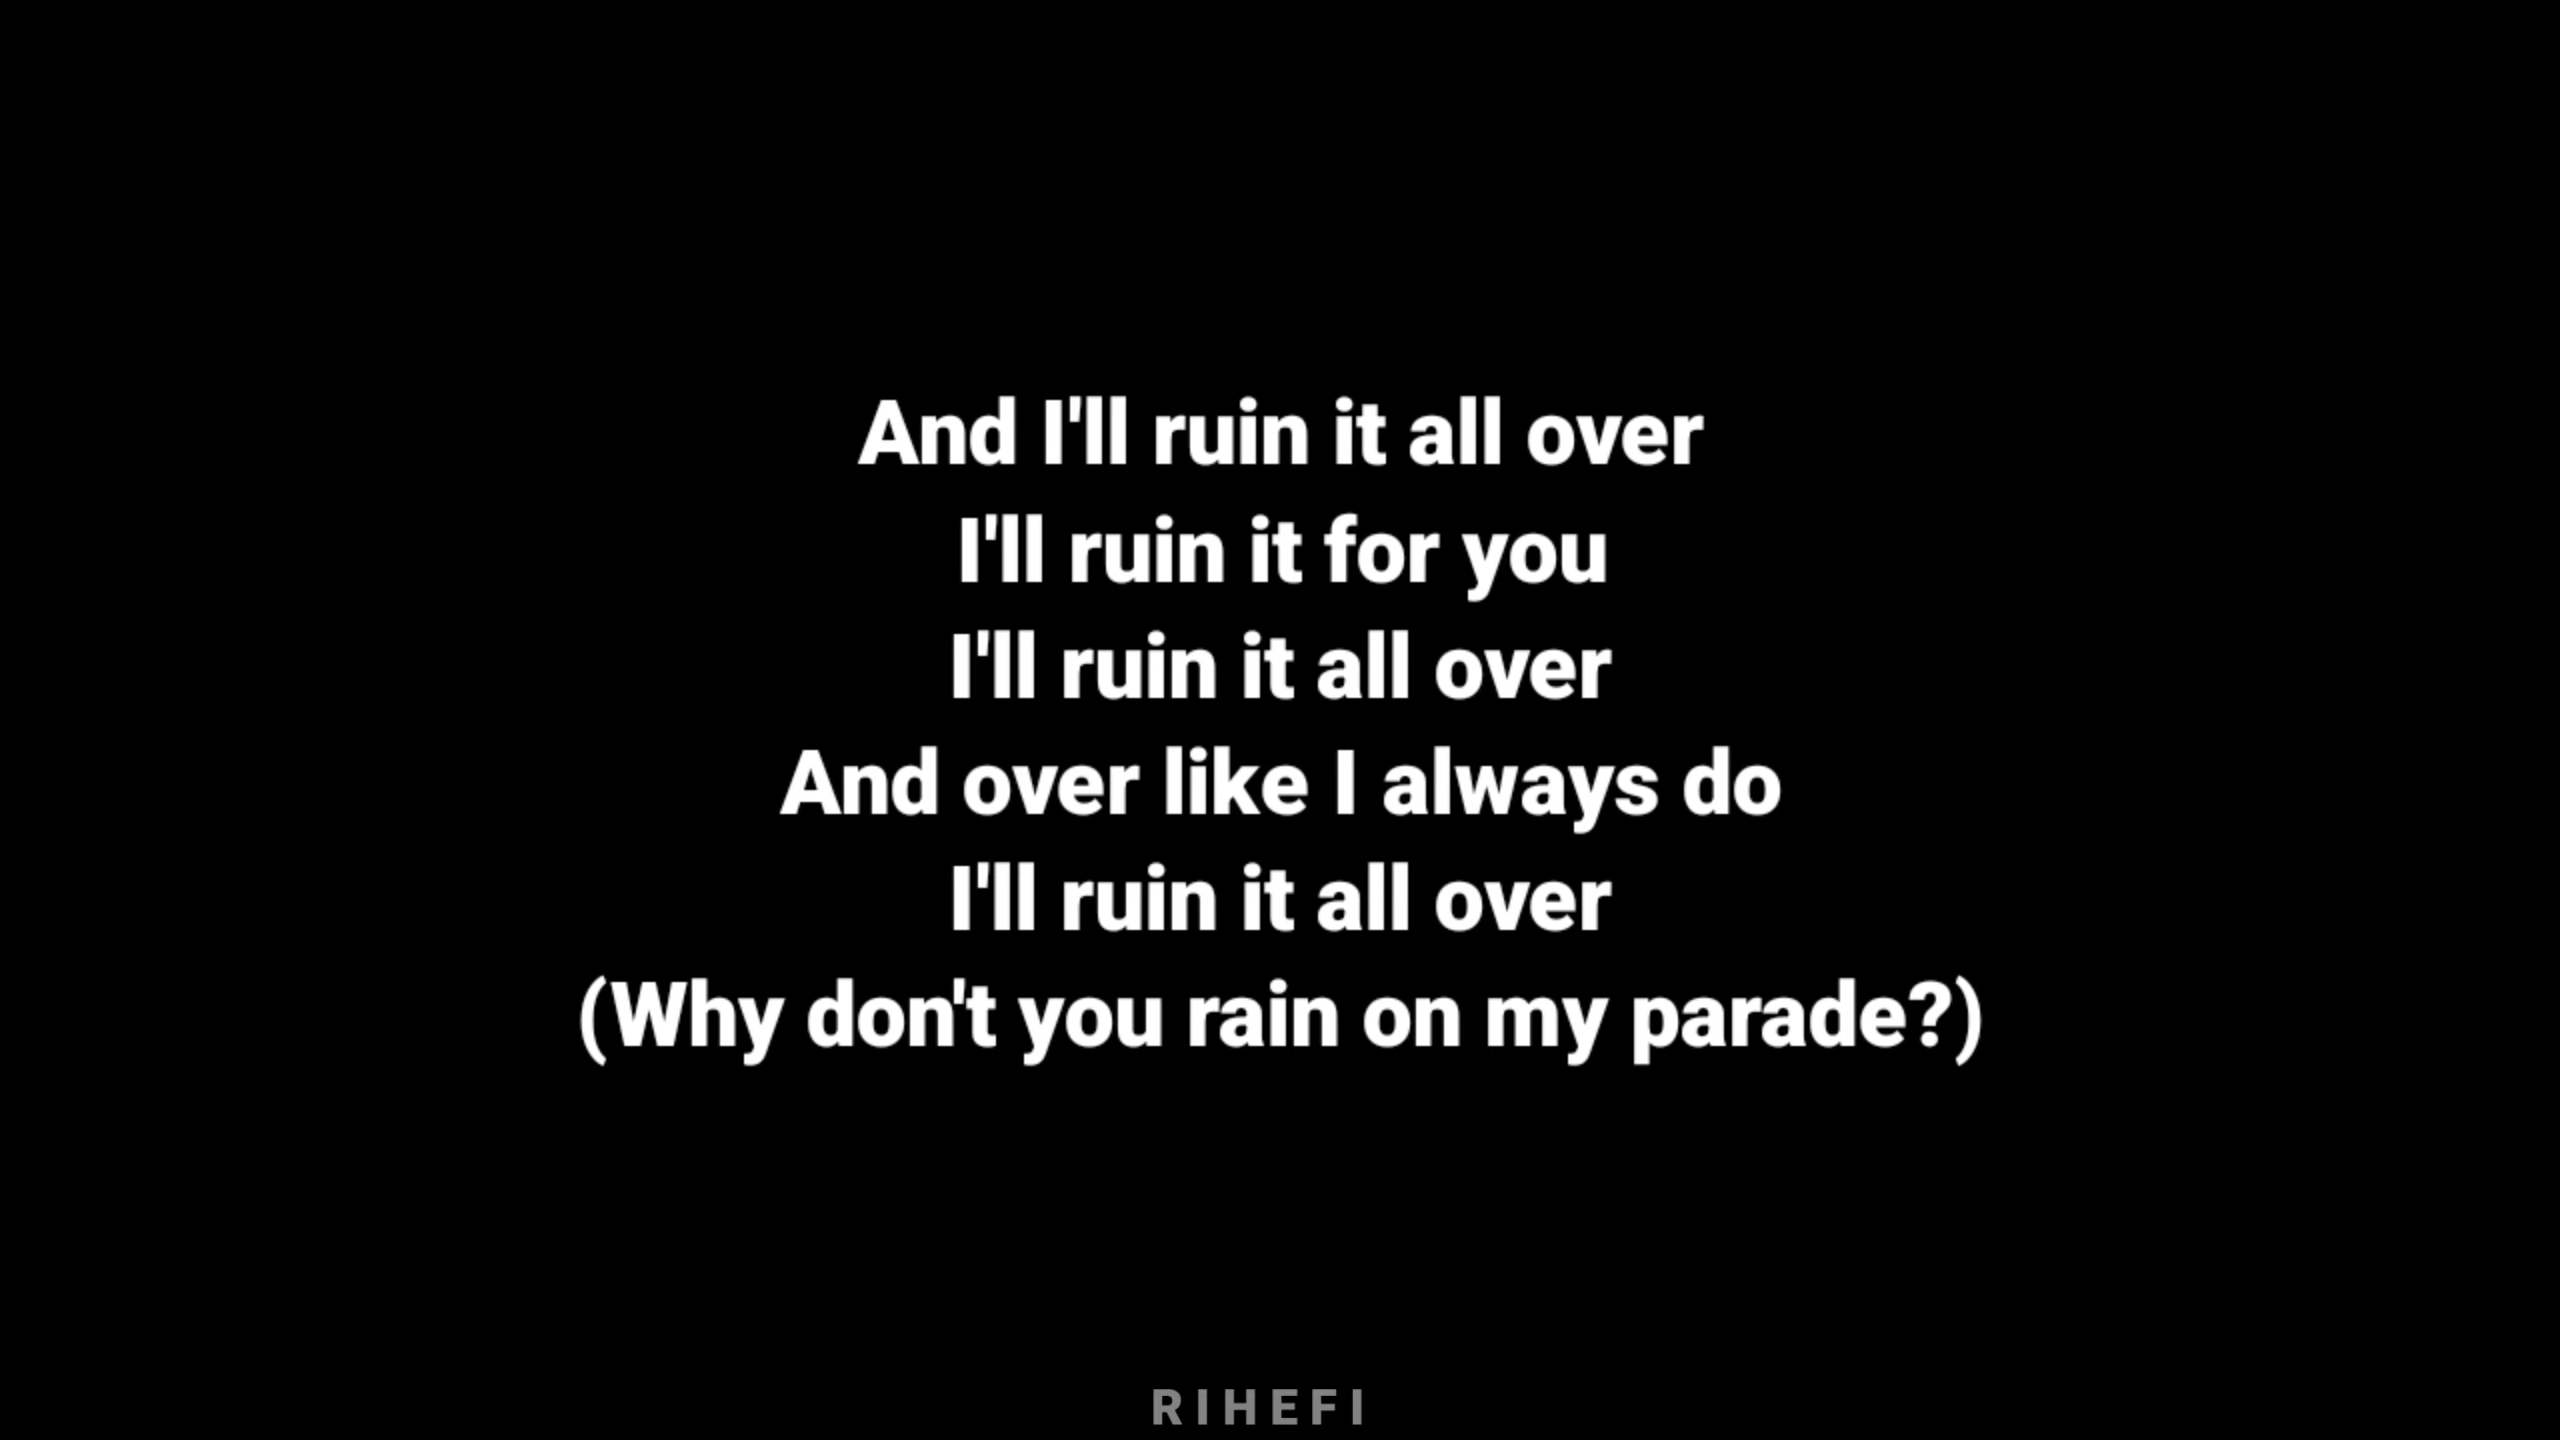 And I'll ruin it all over
I'll ruin it for you
I'll ruin it all over
And over like I always do
I'll ruin it all over
(Why don't you rain on my parade?)
RIHEFI